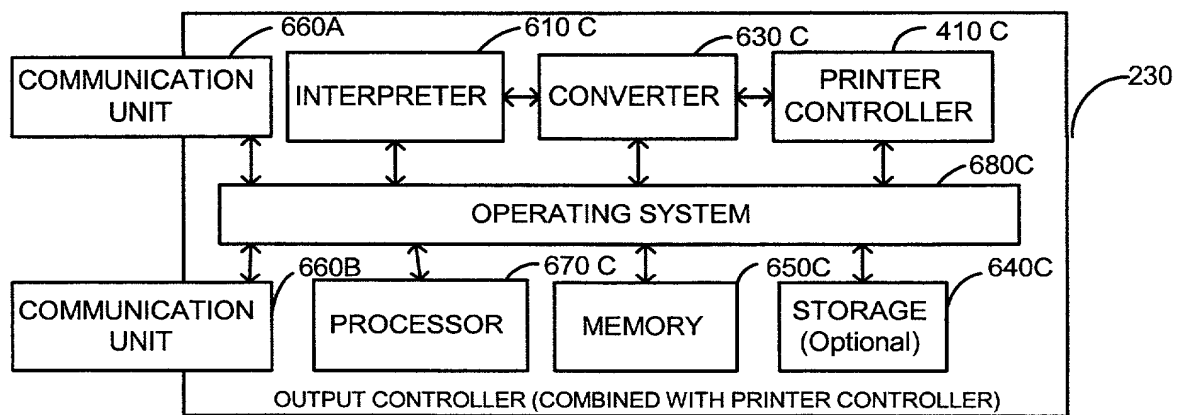 660A
610 C
630 C
410 C
230
COMMUNICATION
UNIT
INTERPRETER
CONVERTER
PRINTER
CONTROLLER
680C
OPERATING SYSTEM
660B
670 C
650C
640C
COMMUNICATION
UNIT
PROCESSOR
MEMORY
STORAGE
(Optional)
OUTPUT CONTROLLER (COMBINED WITH PRINTER CONTROLLER)